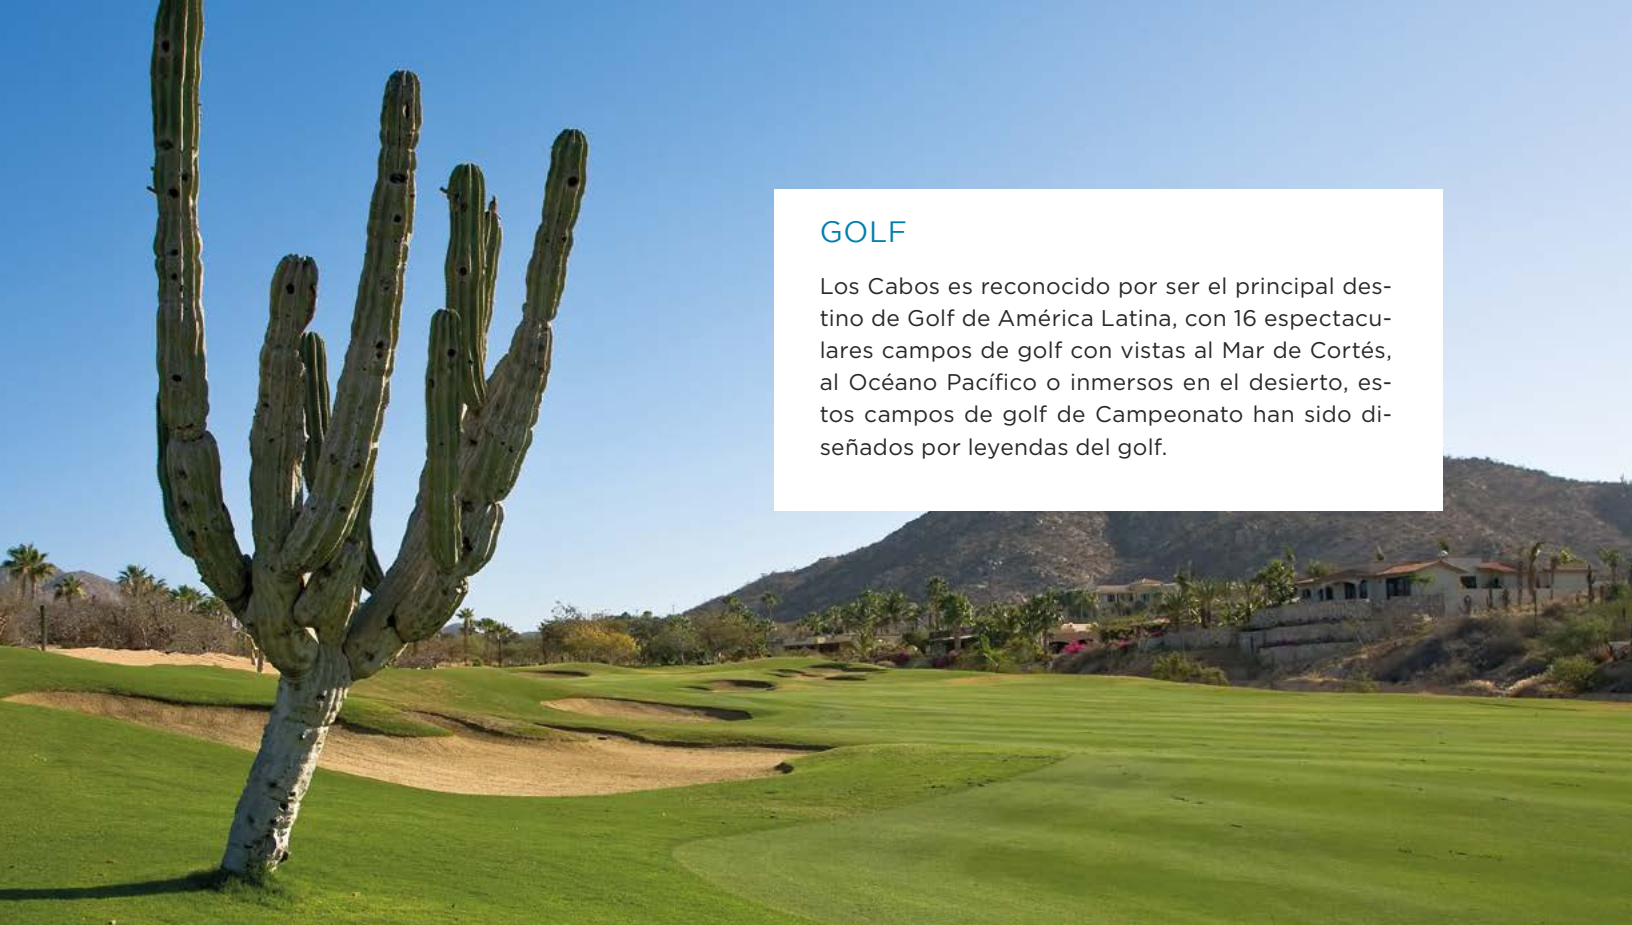 GOLF
Los Cabos es reconocido por ser el principal des-
tino de Golf de América Latina, con 16 espectacu-
lares campos de golf con vistas al Mar de Cortés,
al Océano Pacífico o inmersos en el desierto, es-
tos campos de golf de Campeonato han sido di-
señados por leyendas del golf.